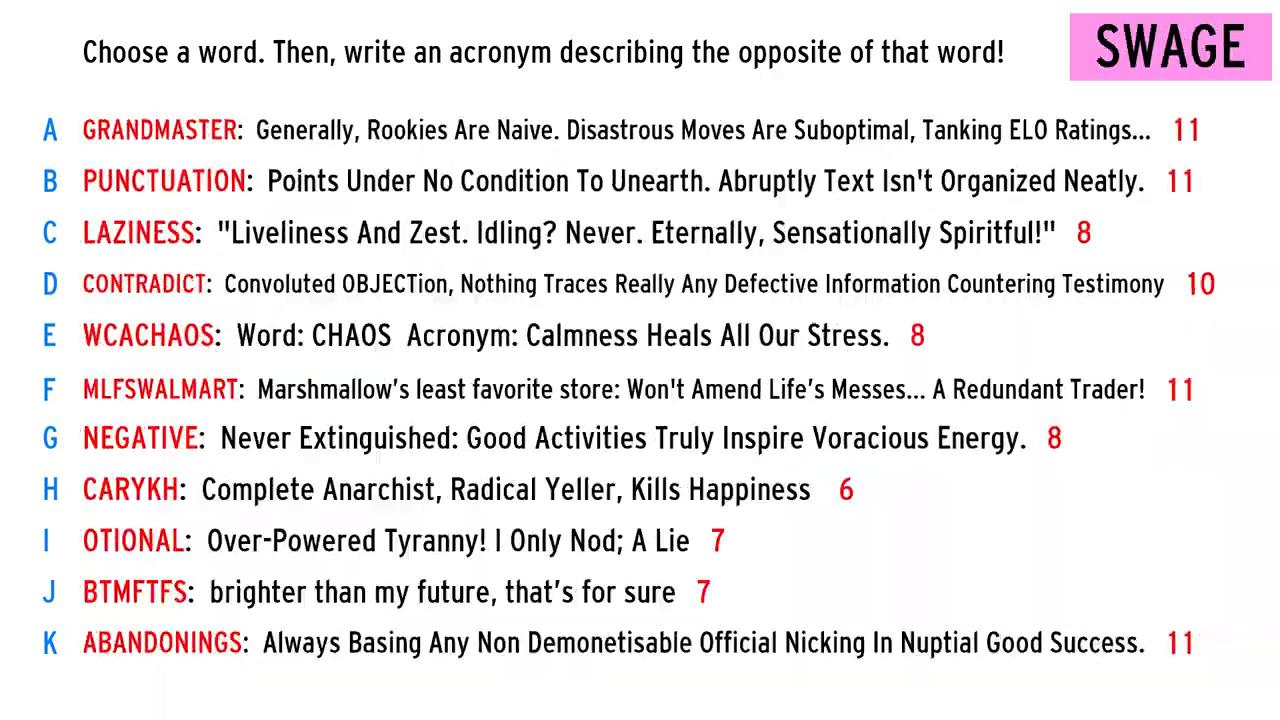 Choose a word. Then, write an acronym describing the opposite of that word!
SWAGE
A GRANDMASTER: Generally, Rookies Are Naive. Disastrous Moves Are Suboptimal, Tanking ELO Ratings... 11
B PUNCTUATION: Points Under No Condition To Unearth. Abruptly Text Isn't Organized Neatly. 11
C LAZINESS: "Liveliness And Zest. Idling? Never. Eternally, Sensationally Spiritful!" 8
D CONTRADICT: Convoluted OBJECTion, Nothing Traces Really Any Defective Information Countering Testimony 10
E WCACHAOS: Word: CHAOS Acronym: Calmness Heals All Our Stress. 8
F MLFSWALMART: Marshmallow’s least favorite store: Won't Amend Life’s Messes... A Redundant Trader! 11
G NEGATIVE: Never Extinguished: Good Activities Truly Inspire Voracious Energy. 8
H CARYKH: Complete Anarchist, Radical Yeller, Kills Happiness 6
I OTIONAL: Over-Powered Tyranny! I Only Nod; A Lie 7
J BTMFTFS: brighter than my future, that’s for sure 7
K ABANDONINGS: Always Basing Any Non Demonetisable Official Nicking In Nuptial Good Success. 11